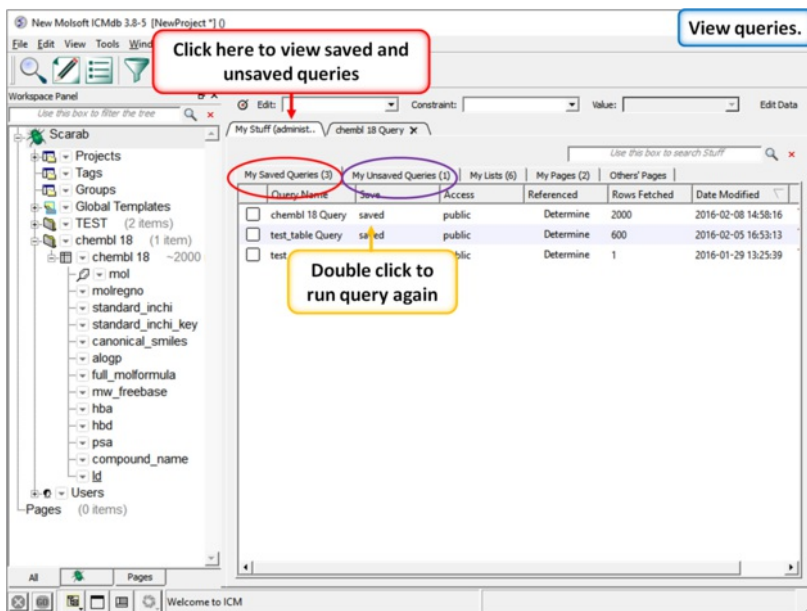 New Molsoft ICMdb 3.8-5 [NewProject *] ()
View queries.
File Edit View Tools Wind
Click here to view saved and
unsaved queries
Workspace Panel
Use this box to filter the tree
Edit: Constraint: Value: Edit Data
My Stuff (administ.. chembl 18 Query
Use this box to search Stuff
My Saved Queries (3) My Unsaved Queries (1) My Lists (6) My Pages (2) Others' Pages
Query Name Save Access Referenced Rows Fetched Date Modified
chembl 18 Query saved public Determine 2000 2016-02-08 14:58:16
test_table Query saved public Determine 600 2016-02-05 16:53:13
test Determine 1 2016-01-29 13:25:39
Double click to
run query again
Scarab
Projects
Tags
Groups
Global Templates
TEST (2 items)
chembl 18 (1 item)
chembl 18 ~2000
mol
molregno
standard_inchi
standard_inchi_key
canonical_smiles
alogp
full_molformula
mw_freebase
hba
hbd
psa
compound_name
Id
Users
Pages (0 items)
All Pages
Welcome to ICM